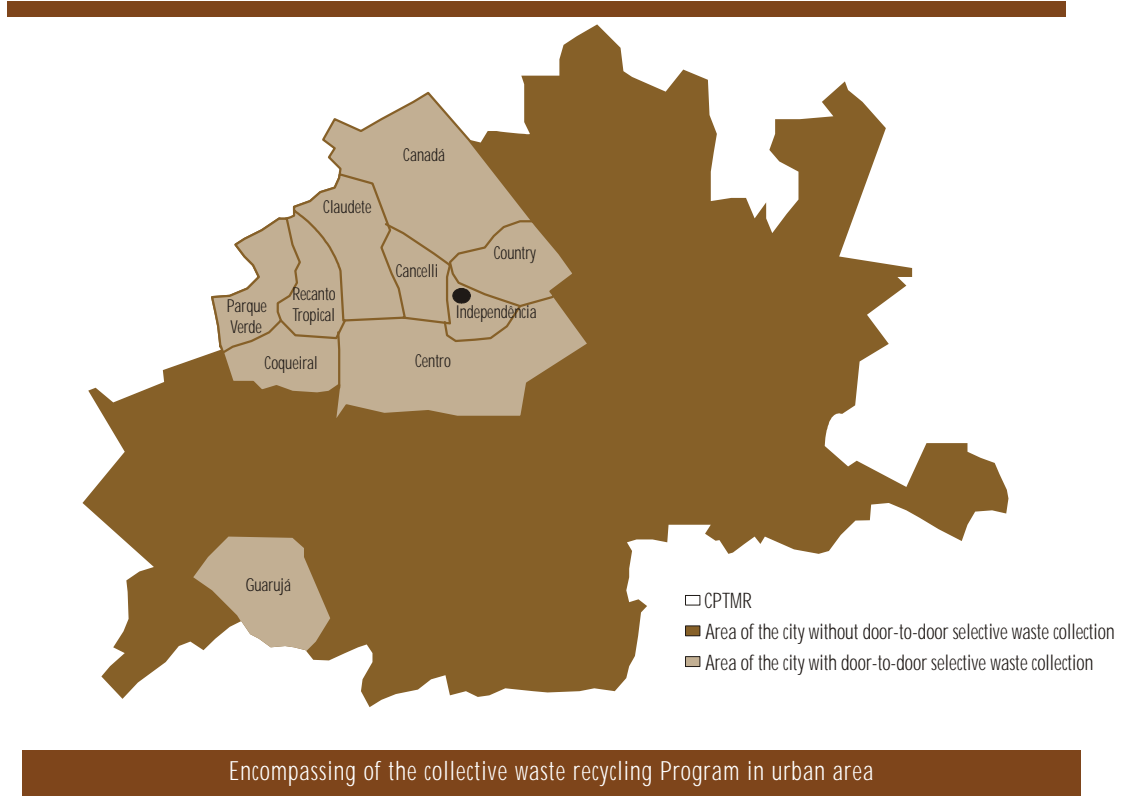 Canadá
Claudete
Country
Cancelli
Recanto
Tropical
Parque
Verde
Independência
Coqueiral
Centro
Guarujá
CPTMR
Area of the city without door-to-door selective waste collection
Area of the city with door-to-door selective waste collection
Encompassing of the collective waste recycling Program in urban area